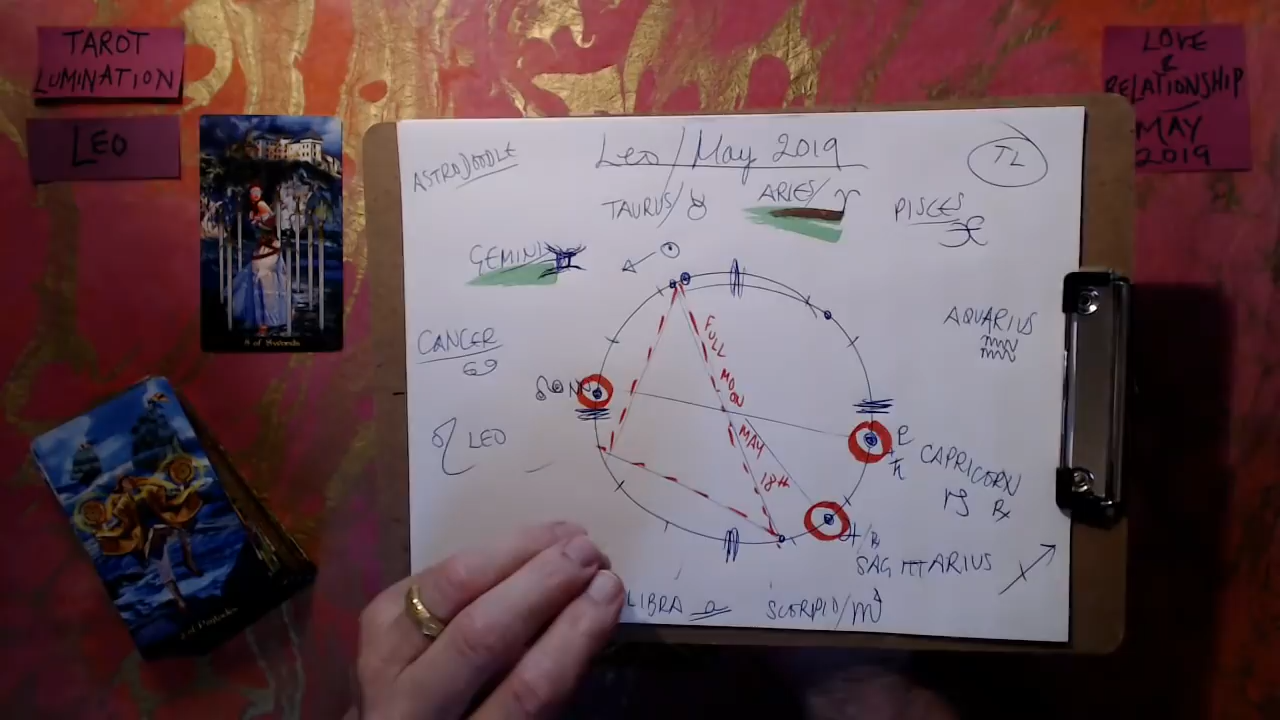 TAROT
LUMINATION
LEO
LOVE
&
RELATIONSHIP
MAY
2019
8 of Swords
2 of Pentacles
ASTRODOODLE
Leo/May 2019
TL
TAURUS/♉
ARIES/♈
PISCES
♓
GEMINI ♊
CANCER
♋
AQUARIUS
♒
♌ LEO
FULL
MOON
MAY
18th
CAPRICORN
♑ ℞
SAGITTARIUS
♐
LIBRA ♎
SCORPIO/♏